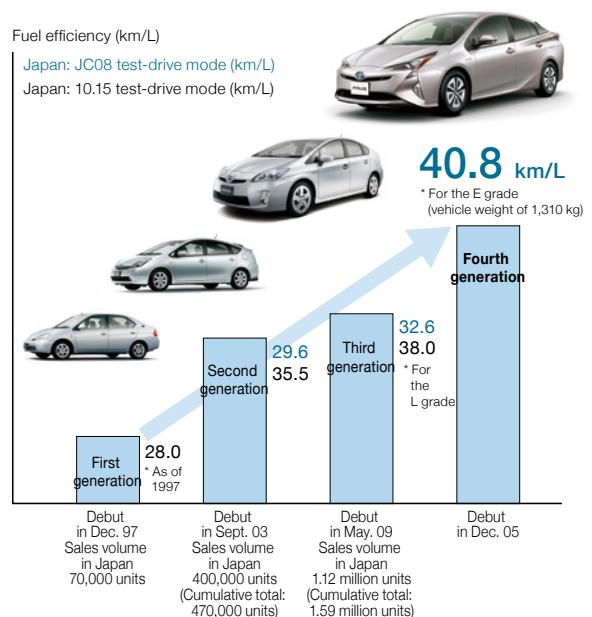 Fuel efficiency (km/L)
Japan: JC08 test-drive mode (km/L)
Japan: 10.15 test-drive mode (km/L)
40.8 km/L
* For the E grade
(vehicle weight of 1,310 kg)
Fourth
generation
32.6
38.0
* For
the
L grade
Third
generation
29.6
35.5
Second
generation
28.0
* As of
1997
First
generation
Debut
in Dec. 97
Sales volume
in Japan
70,000 units
Debut
in Sept. 03
Sales volume
in Japan
400,000 units
(Cumulative total:
470,000 units)
Debut
in May. 09
Sales volume
in Japan
1.12 million units
(Cumulative total:
1.59 million units)
Debut
in Dec. 05